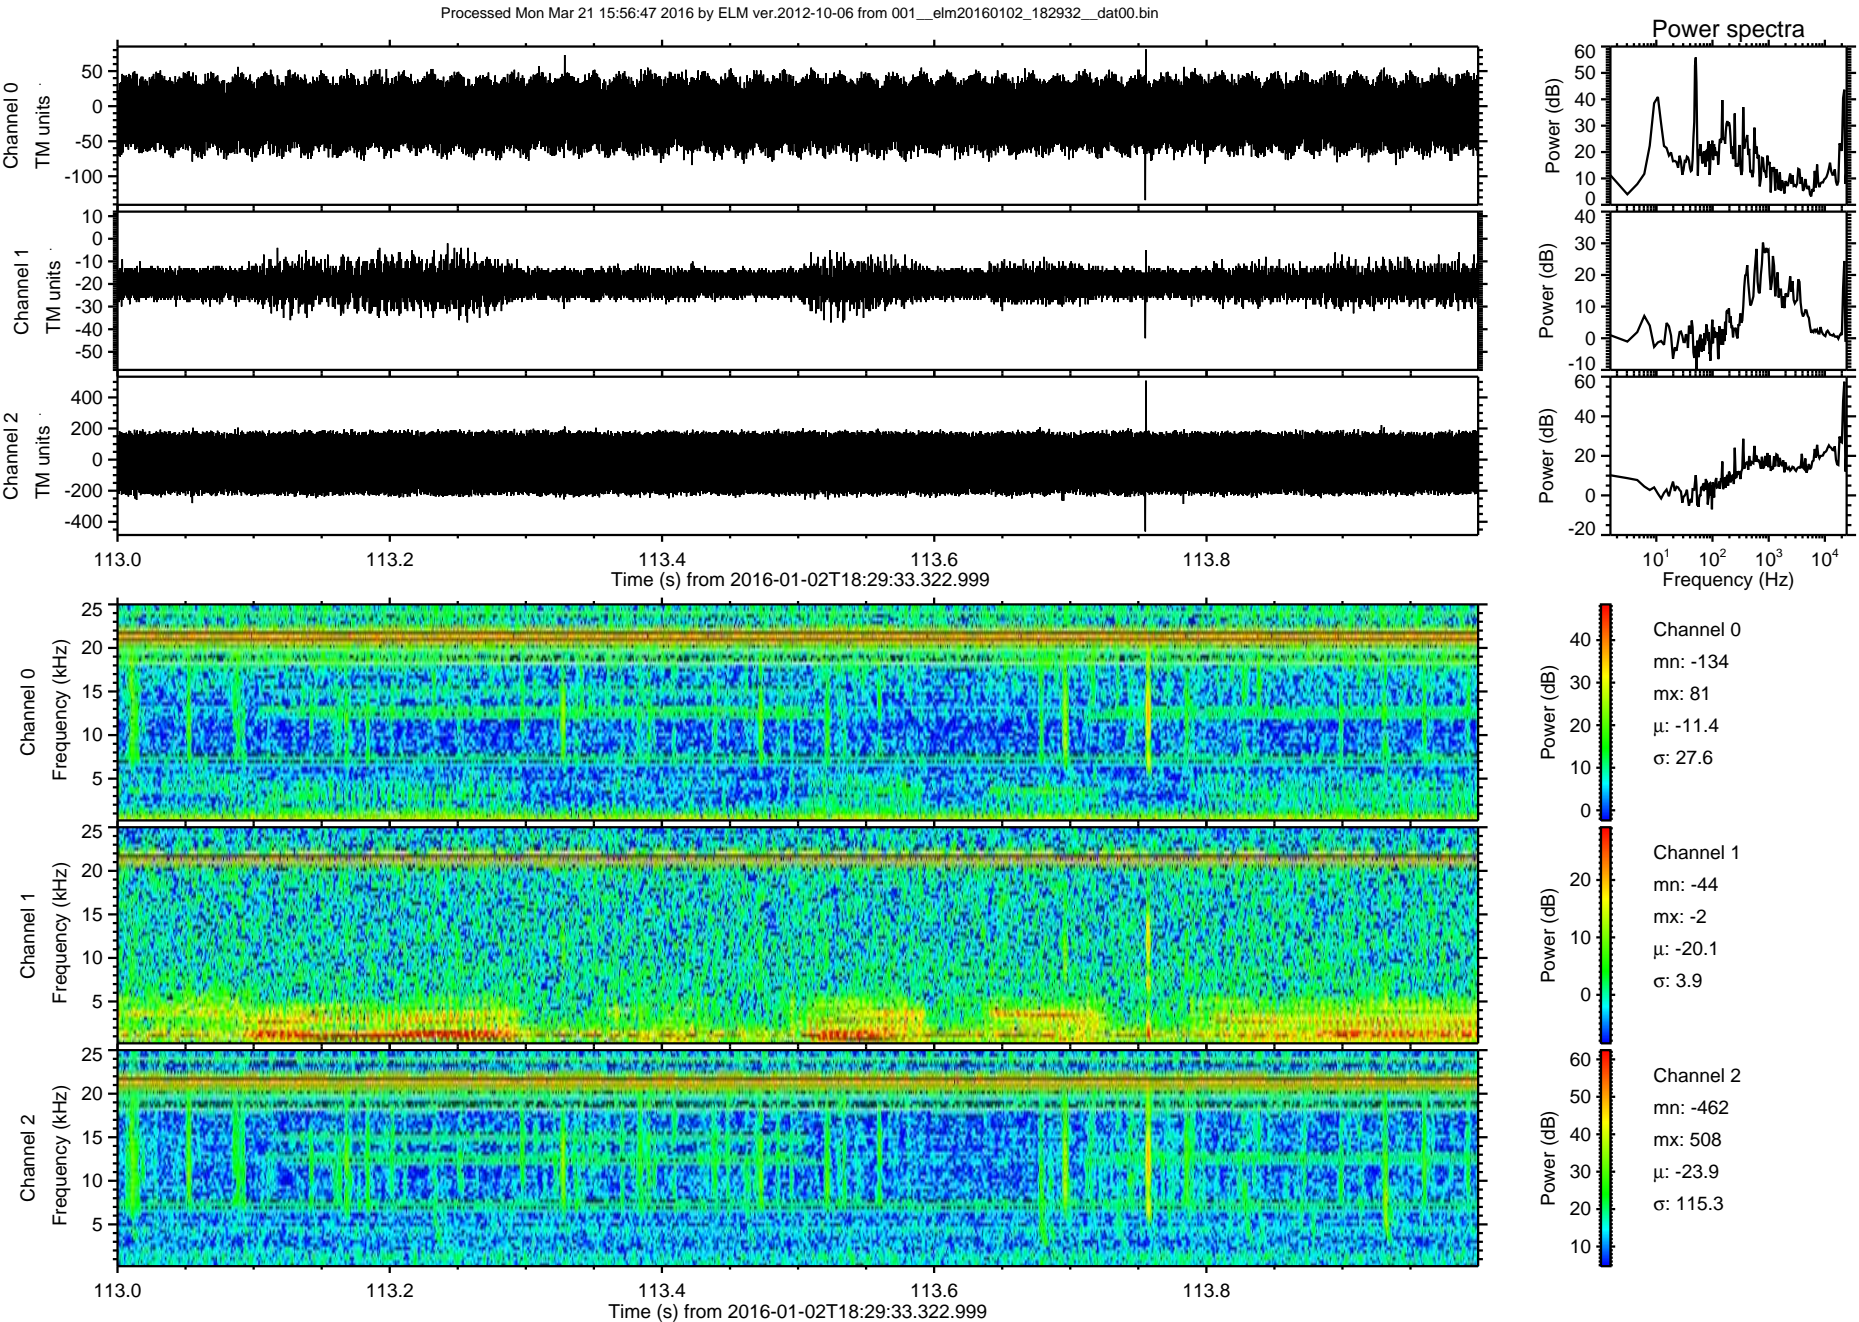 Processed Mon Mar 21 15:56:47 2016 by ELM ver.2012-10-06 from 001__elm20160102_182932__dat00.bin
Power spectra
Channel 0
TM units
50
0
-50
-100
Power (dB)
60
50
40
30
20
10
0
Channel 1
TM units
10
0
-10
-20
-30
-40
-50
Power (dB)
40
30
20
10
0
-10
Channel 2
TM units
400
200
0
-200
-400
Power (dB)
60
40
20
0
-20
113.0 113.2 113.4 113.6 113.8
Time (s) from 2016-01-02T18:29:33.322.999
10^1 10^2 10^3 10^4
Frequency (Hz)
Channel 0
Frequency (kHz)
25
20
15
10
5
Power (dB)
40
30
20
10
0
Channel 0
mn: -134
mx: 81
μ: -11.4
σ: 27.6
Channel 1
Frequency (kHz)
25
20
15
10
5
Power (dB)
20
10
0
Channel 1
mn: -44
mx: -2
μ: -20.1
σ: 3.9
Channel 2
Frequency (kHz)
25
20
15
10
5
Power (dB)
60
50
40
30
20
10
Channel 2
mn: -462
mx: 508
μ: -23.9
σ: 115.3
113.0 113.2 113.4 113.6 113.8
Time (s) from 2016-01-02T18:29:33.322.999